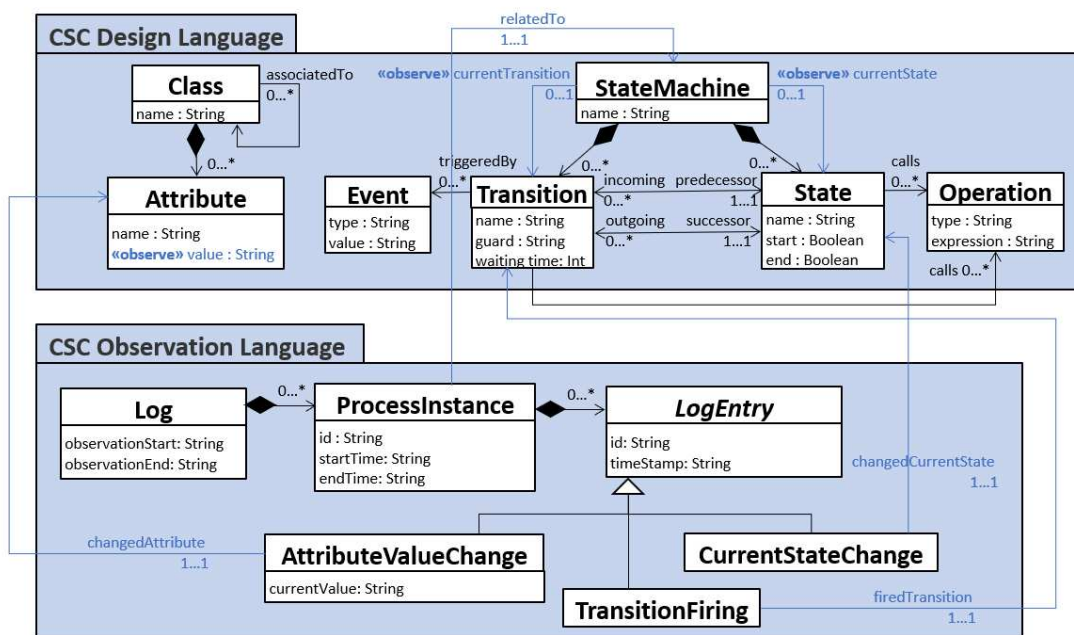 relatedTo
1...1
CSC Design Language
Class
name : String
associatedTo
0...*
«observe» currentTransition
0...1
StateMachine
name : String
«observe» currentState
0...1
0...*
Attribute
name : String
«observe» value : String
triggeredBy
0...*
Event
type : String
value : String
0...*
Transition
name : String
guard : String
waiting time: Int
incoming
0...*
predecessor
1...1
outgoing
0...*
successor
1...1
0...*
State
name : String
start : Boolean
end : Boolean
calls
0...*
Operation
type : String
expression : String
calls 0...*
CSC Observation Language
Log
observationStart: String
observationEnd: String
0...*
ProcessInstance
id : String
startTime: String
endTime: String
0...*
LogEntry
id: String
timeStamp: String
changedCurrentState
1...1
changedAttribute
1...1
AttributeValueChange
currentValue: String
CurrentStateChange
TransitionFiring
firedTransition
1...1